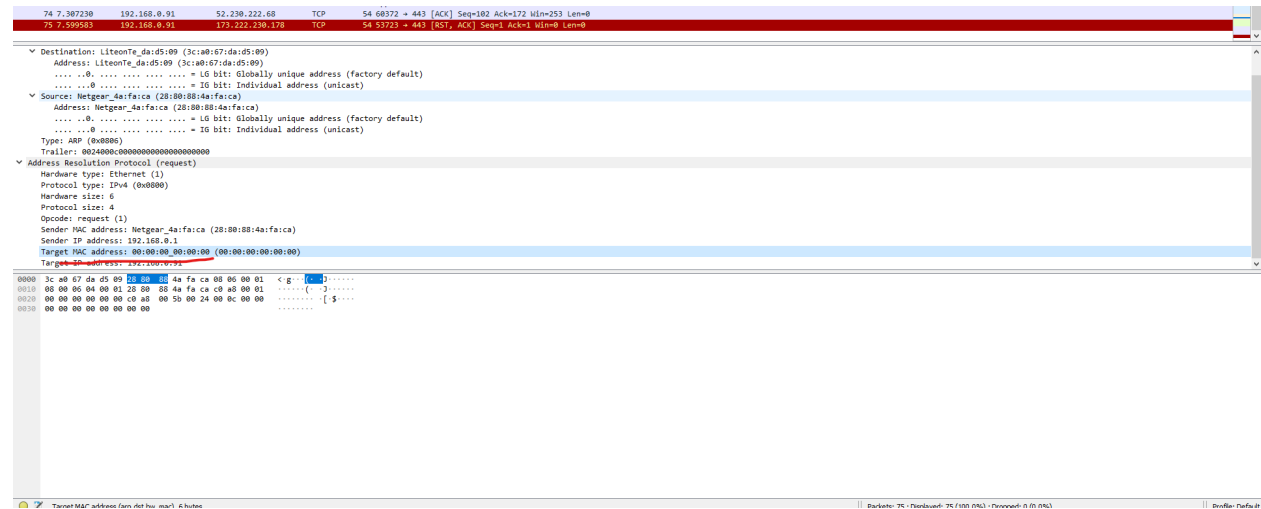 74 7.307230 192.168.0.91 52.230.222.68 TCP 54 60372 → 443 [ACK] Seq=102 Ack=172 Win=253 Len=0
75 7.599583 192.168.0.91 173.222.230.178 TCP 54 53723 → 443 [RST, ACK] Seq=1 Ack=1 Win=0 Len=0
Destination: LiteonTe_da:d5:09 (3c:a0:67:da:d5:09)
Address: LiteonTe_da:d5:09 (3c:a0:67:da:d5:09)
.... ..0. .... .... .... .... = LG bit: Globally unique address (factory default)
.... ...0 .... .... .... .... = IG bit: Individual address (unicast)
Source: Netgear_4a:fa:ca (28:80:88:4a:fa:ca)
Address: Netgear_4a:fa:ca (28:80:88:4a:fa:ca)
.... ..0. .... .... .... .... = LG bit: Globally unique address (factory default)
.... ...0 .... .... .... .... = IG bit: Individual address (unicast)
Type: ARP (0x0806)
Trailer: 0024000c0000000000000000000000
Address Resolution Protocol (request)
Hardware type: Ethernet (1)
Protocol type: IPv4 (0x0800)
Hardware size: 6
Protocol size: 4
Opcode: request (1)
Sender MAC address: Netgear_4a:fa:ca (28:80:88:4a:fa:ca)
Sender IP address: 192.168.0.1
Target MAC address: 00:00:00_00:00:00 (00:00:00:00:00:00)
Target IP address: 192.168.0.91
0000 3c a0 67 da d5 09 28 80 88 4a fa ca 08 06 00 01 <·g···(· ·J······
0010 08 00 06 04 00 01 28 80 88 4a fa ca c0 a8 00 01 ······(· ·J······
0020 00 00 00 00 00 00 c0 a8 00 5b 00 24 00 0c 00 00 ········ ·[·$····
0030 00 00 00 00 00 00 00 00 ········
Target MAC address (arp.dst.hw_mac), 6 bytes
Packets: 75 · Displayed: 75 (100.0%) · Dropped: 0 (0.0%)
Profile: Default